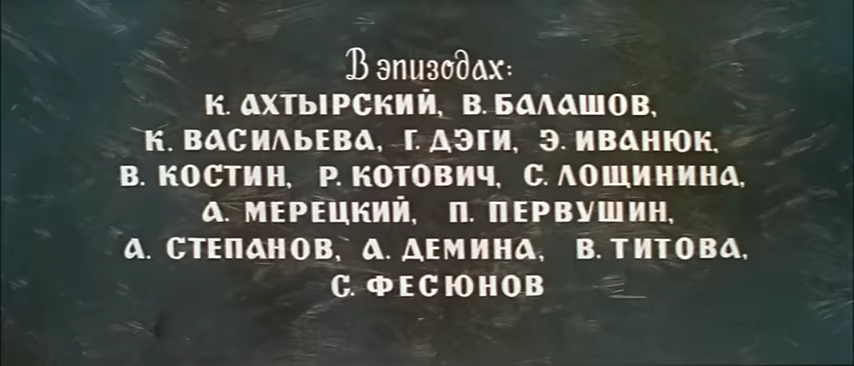 В эпизодах:
К. АХТЫРСКИЙ, В. БАЛАШОВ,
К. ВАСИЛЬЕВА, Г. ДЭГИ, Э. ИВАНЮК,
В. КОСТИН, Р. КОТОВИЧ, С. ЛОЩИНИНА,
А. МЕРЕЦКИЙ, П. ПЕРВУШИН,
А. СТЕПАНОВ, А. ДЕМИНА, В. ТИТОВА,
С. ФЕСЮНОВ